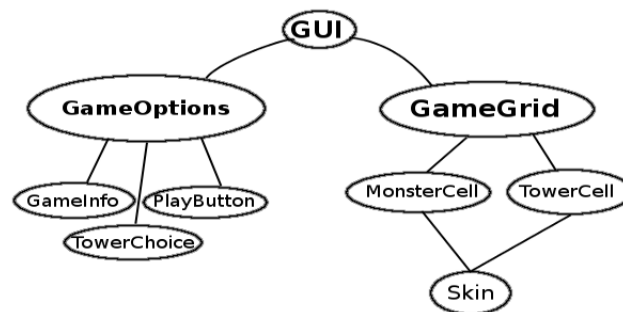 GUI
GameOptions
GameGrid
GameInfo
PlayButton
TowerChoice
MonsterCell
TowerCell
Skin